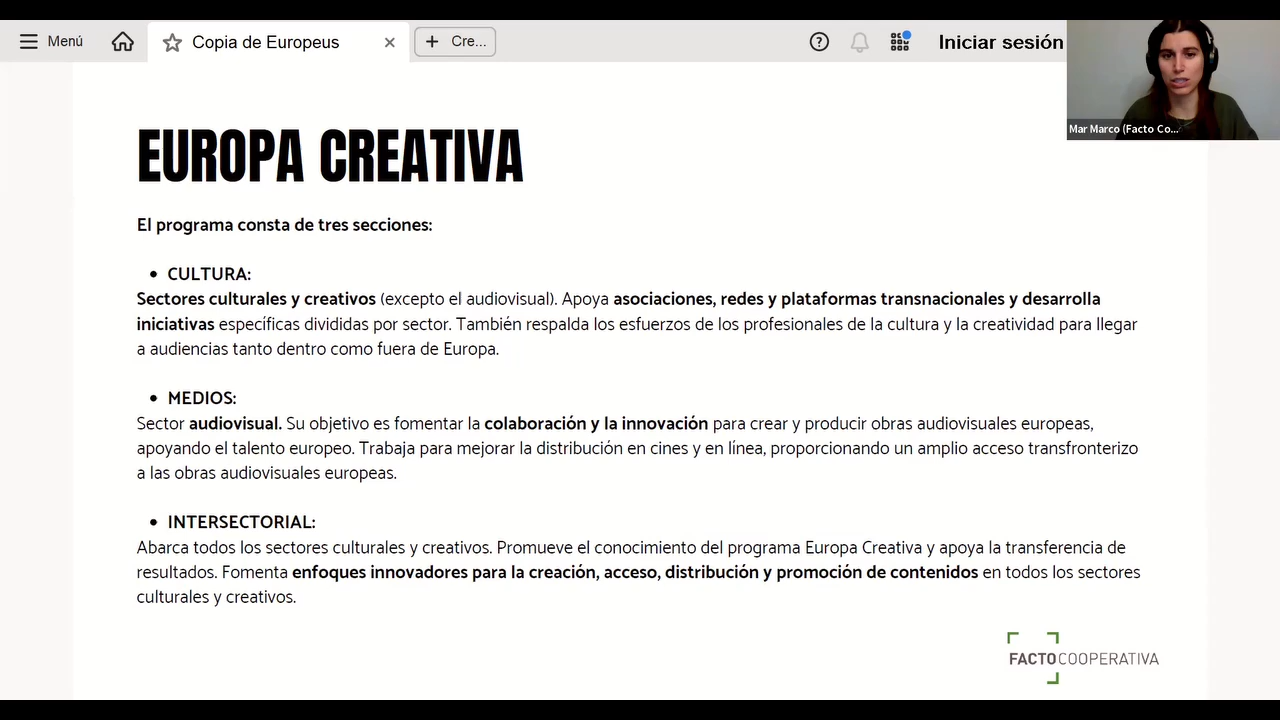 Menú
Copia de Europeus
Cre...
Iniciar sesión
Mar Marco (Facto Co...
EUROPA CREATIVA
El programa consta de tres secciones:
• CULTURA:
Sectores culturales y creativos (excepto el audiovisual). Apoya asociaciones, redes y plataformas transnacionales y desarrolla
iniciativas específicas divididas por sector. También respalda los esfuerzos de los profesionales de la cultura y la creatividad para llegar
a audiencias tanto dentro como fuera de Europa.
• MEDIOS:
Sector audiovisual. Su objetivo es fomentar la colaboración y la innovación para crear y producir obras audiovisuales europeas,
apoyando el talento europeo. Trabaja para mejorar la distribución en cines y en línea, proporcionando un amplio acceso transfronterizo
a las obras audiovisuales europeas.
• INTERSECTORIAL:
Abarca todos los sectores culturales y creativos. Promueve el conocimiento del programa Europa Creativa y apoya la transferencia de
resultados. Fomenta enfoques innovadores para la creación, acceso, distribución y promoción de contenidos en todos los sectores
culturales y creativos.
FACTOCOOPERATIVA